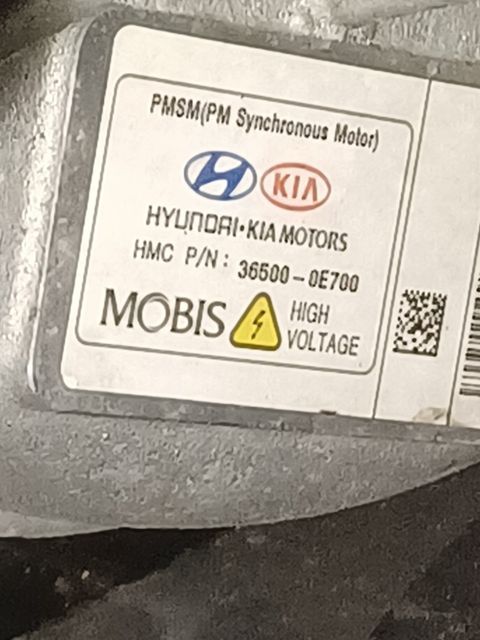 PMSM(PM Synchronous Motor)
KIA
HYUNDAI·KIA MOTORS
HMC P/N: 36500-0E700
MOBIS
HIGH
VOLTAGE